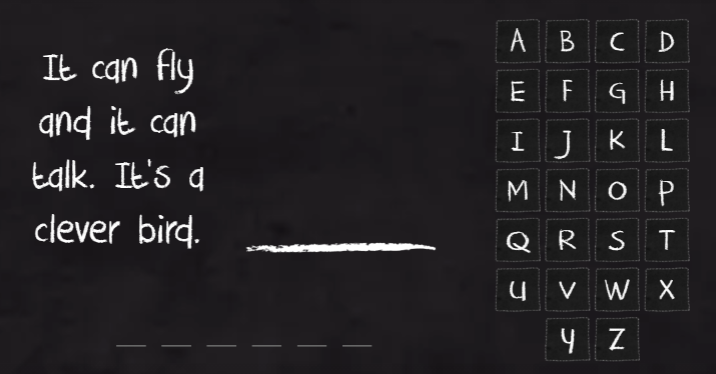 It can fly
and it can
talk. It's a
clever bird.
A B C D
E F G H
I J K L
M N O P
Q R S T
U V W X
Y Z